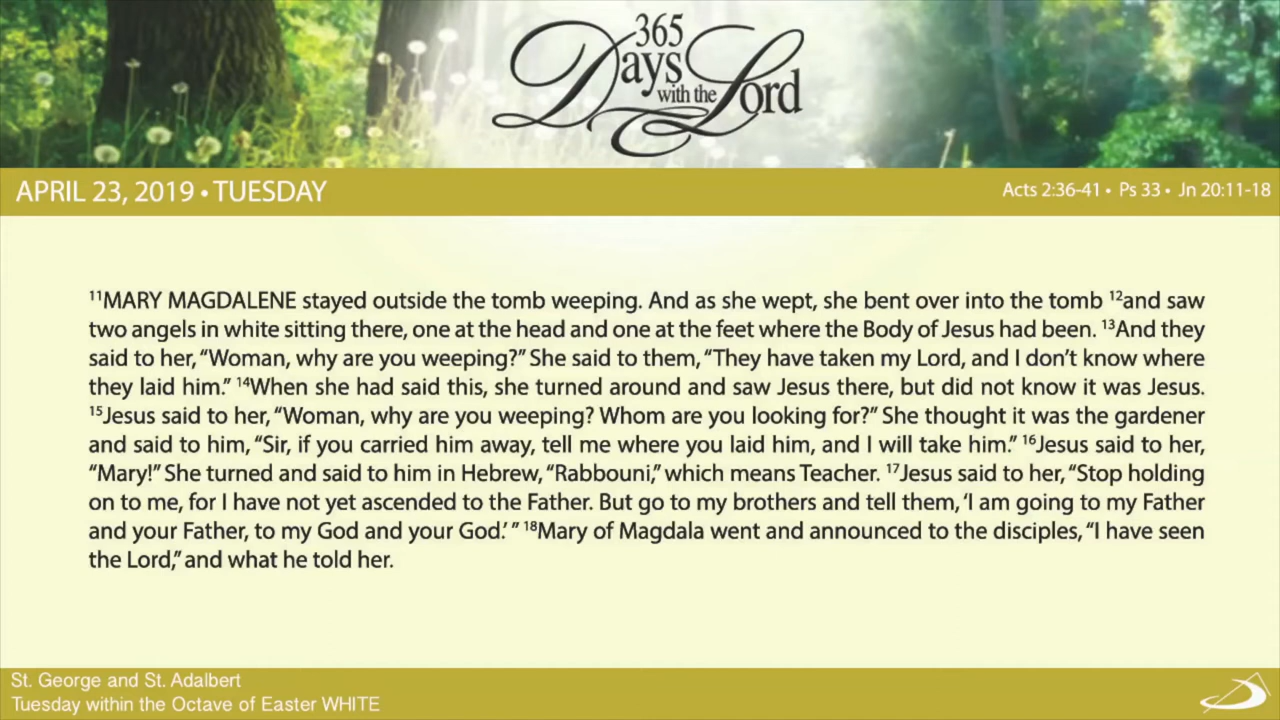 365
Days
with the
Lord
APRIL 23, 2019 • TUESDAY
Acts 2:36-41 • Ps 33 • Jn 20:11-18
¹¹MARY MAGDALENE stayed outside the tomb weeping. And as she wept, she bent over into the tomb ¹²and saw
two angels in white sitting there, one at the head and one at the feet where the Body of Jesus had been. ¹³And they
said to her, “Woman, why are you weeping?” She said to them, “They have taken my Lord, and I don’t know where
they laid him.” ¹⁴When she had said this, she turned around and saw Jesus there, but did not know it was Jesus.
¹⁵Jesus said to her, “Woman, why are you weeping? Whom are you looking for?” She thought it was the gardener
and said to him, “Sir, if you carried him away, tell me where you laid him, and I will take him.” ¹⁶Jesus said to her,
“Mary!” She turned and said to him in Hebrew, “Rabbouni,” which means Teacher. ¹⁷Jesus said to her, “Stop holding
on to me, for I have not yet ascended to the Father. But go to my brothers and tell them, ‘I am going to my Father
and your Father, to my God and your God.’ ” ¹⁸Mary of Magdala went and announced to the disciples, “I have seen
the Lord,” and what he told her.
St. George and St. Adalbert
Tuesday within the Octave of Easter WHITE